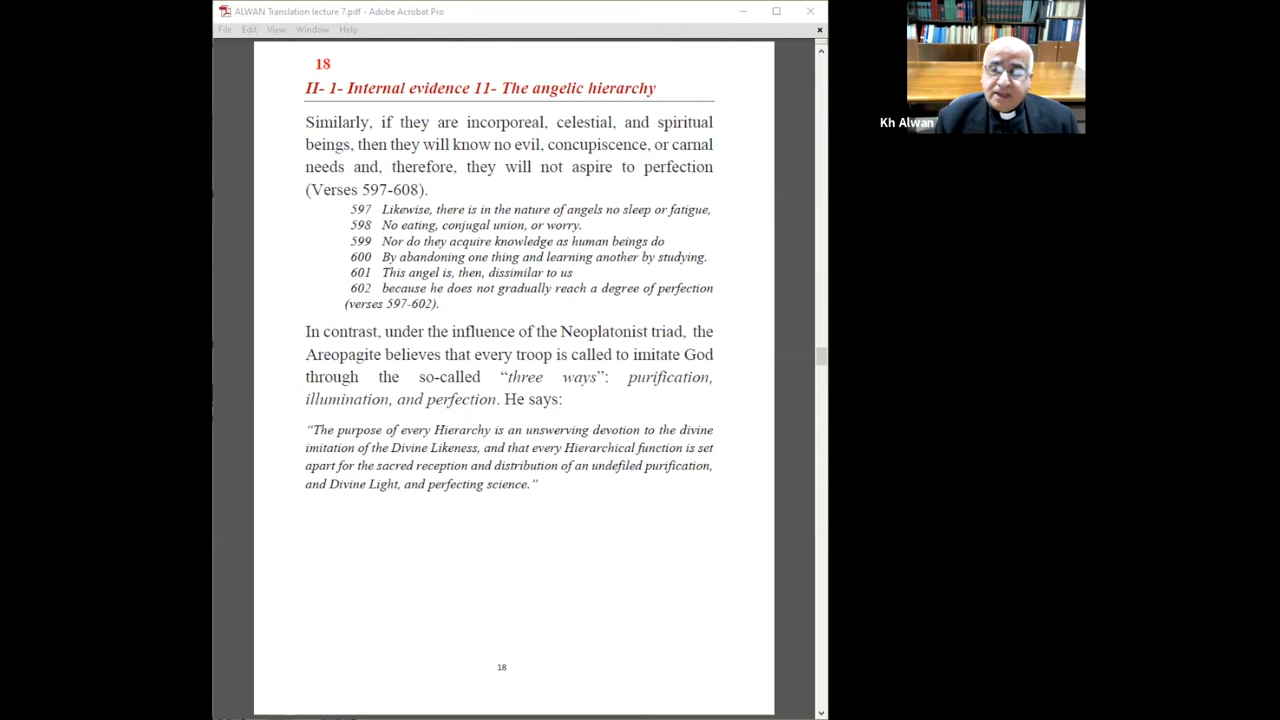 ALWAN Translation lecture 7.pdf - Adobe Acrobat Pro
File Edit View Window Help
18
II- 1- Internal evidence 11- The angelic hierarchy
Similarly, if they are incorporeal, celestial, and spiritual
beings, then they will know no evil, concupiscence, or carnal
needs and, therefore, they will not aspire to perfection
(Verses 597-608).
597 Likewise, there is in the nature of angels no sleep or fatigue,
598 No eating, conjugal union, or worry.
599 Nor do they acquire knowledge as human beings do
600 By abandoning one thing and learning another by studying.
601 This angel is, then, dissimilar to us
602 because he does not gradually reach a degree of perfection
(verses 597-602).
In contrast, under the influence of the Neoplatonist triad, the
Areopagite believes that every troop is called to imitate God
through the so-called “three ways”: purification,
illumination, and perfection. He says:
“The purpose of every Hierarchy is an unswerving devotion to the divine
imitation of the Divine Likeness, and that every Hierarchical function is set
apart for the sacred reception and distribution of an undefiled purification,
and Divine Light, and perfecting science.”
18
Kh Alwan